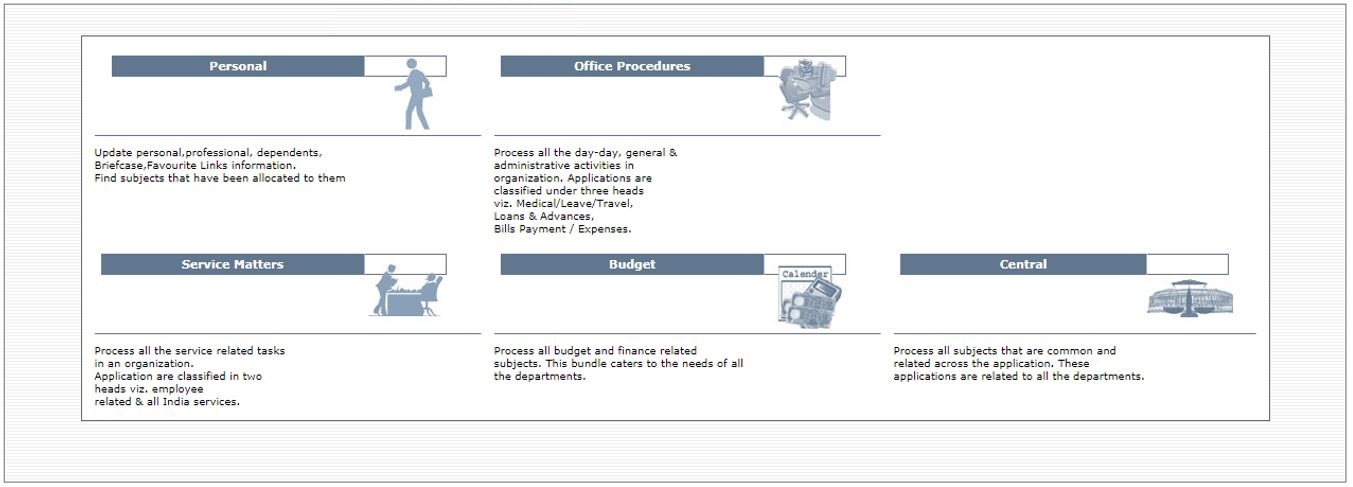 Personal
Update personal,professional, dependents,
Briefcase,Favourite Links information.
Find subjects that have been allocated to them
Office Procedures
Process all the day-day, general &
administrative activities in
organization. Applications are
classified under three heads
viz. Medical/Leave/Travel,
Loans & Advances,
Bills Payment / Expenses.
Service Matters
Process all the service related tasks
in an organization.
Application are classified in two
heads viz. employee
related & all India services.
Budget
Calender
Process all budget and finance related
subjects. This bundle caters to the needs of all
the departments.
Central
Process all subjects that are common and
related across the application. These
applications are related to all the departments.